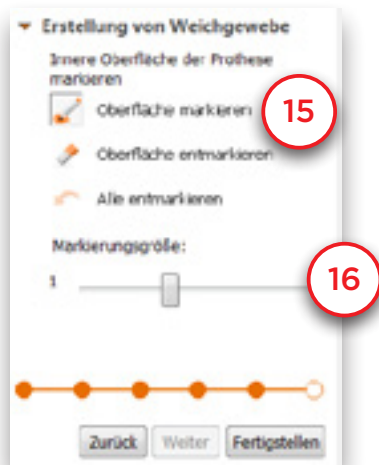 Erstellung von Weichgewebe
Innere Oberfläche der Prothese
markieren
Oberfläche markieren
15
Oberfläche entmarkieren
Alle entmarkieren
Markierungsgröße:
1
16
Zurück Weiter Fertigstellen